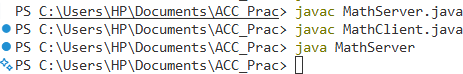 PS C:\Users\HP\Documents\ACC_Prac> javac MathServer.java
PS C:\Users\HP\Documents\ACC_Prac> javac MathClient.java
PS C:\Users\HP\Documents\ACC_Prac> java MathServer
PS C:\Users\HP\Documents\ACC_Prac>